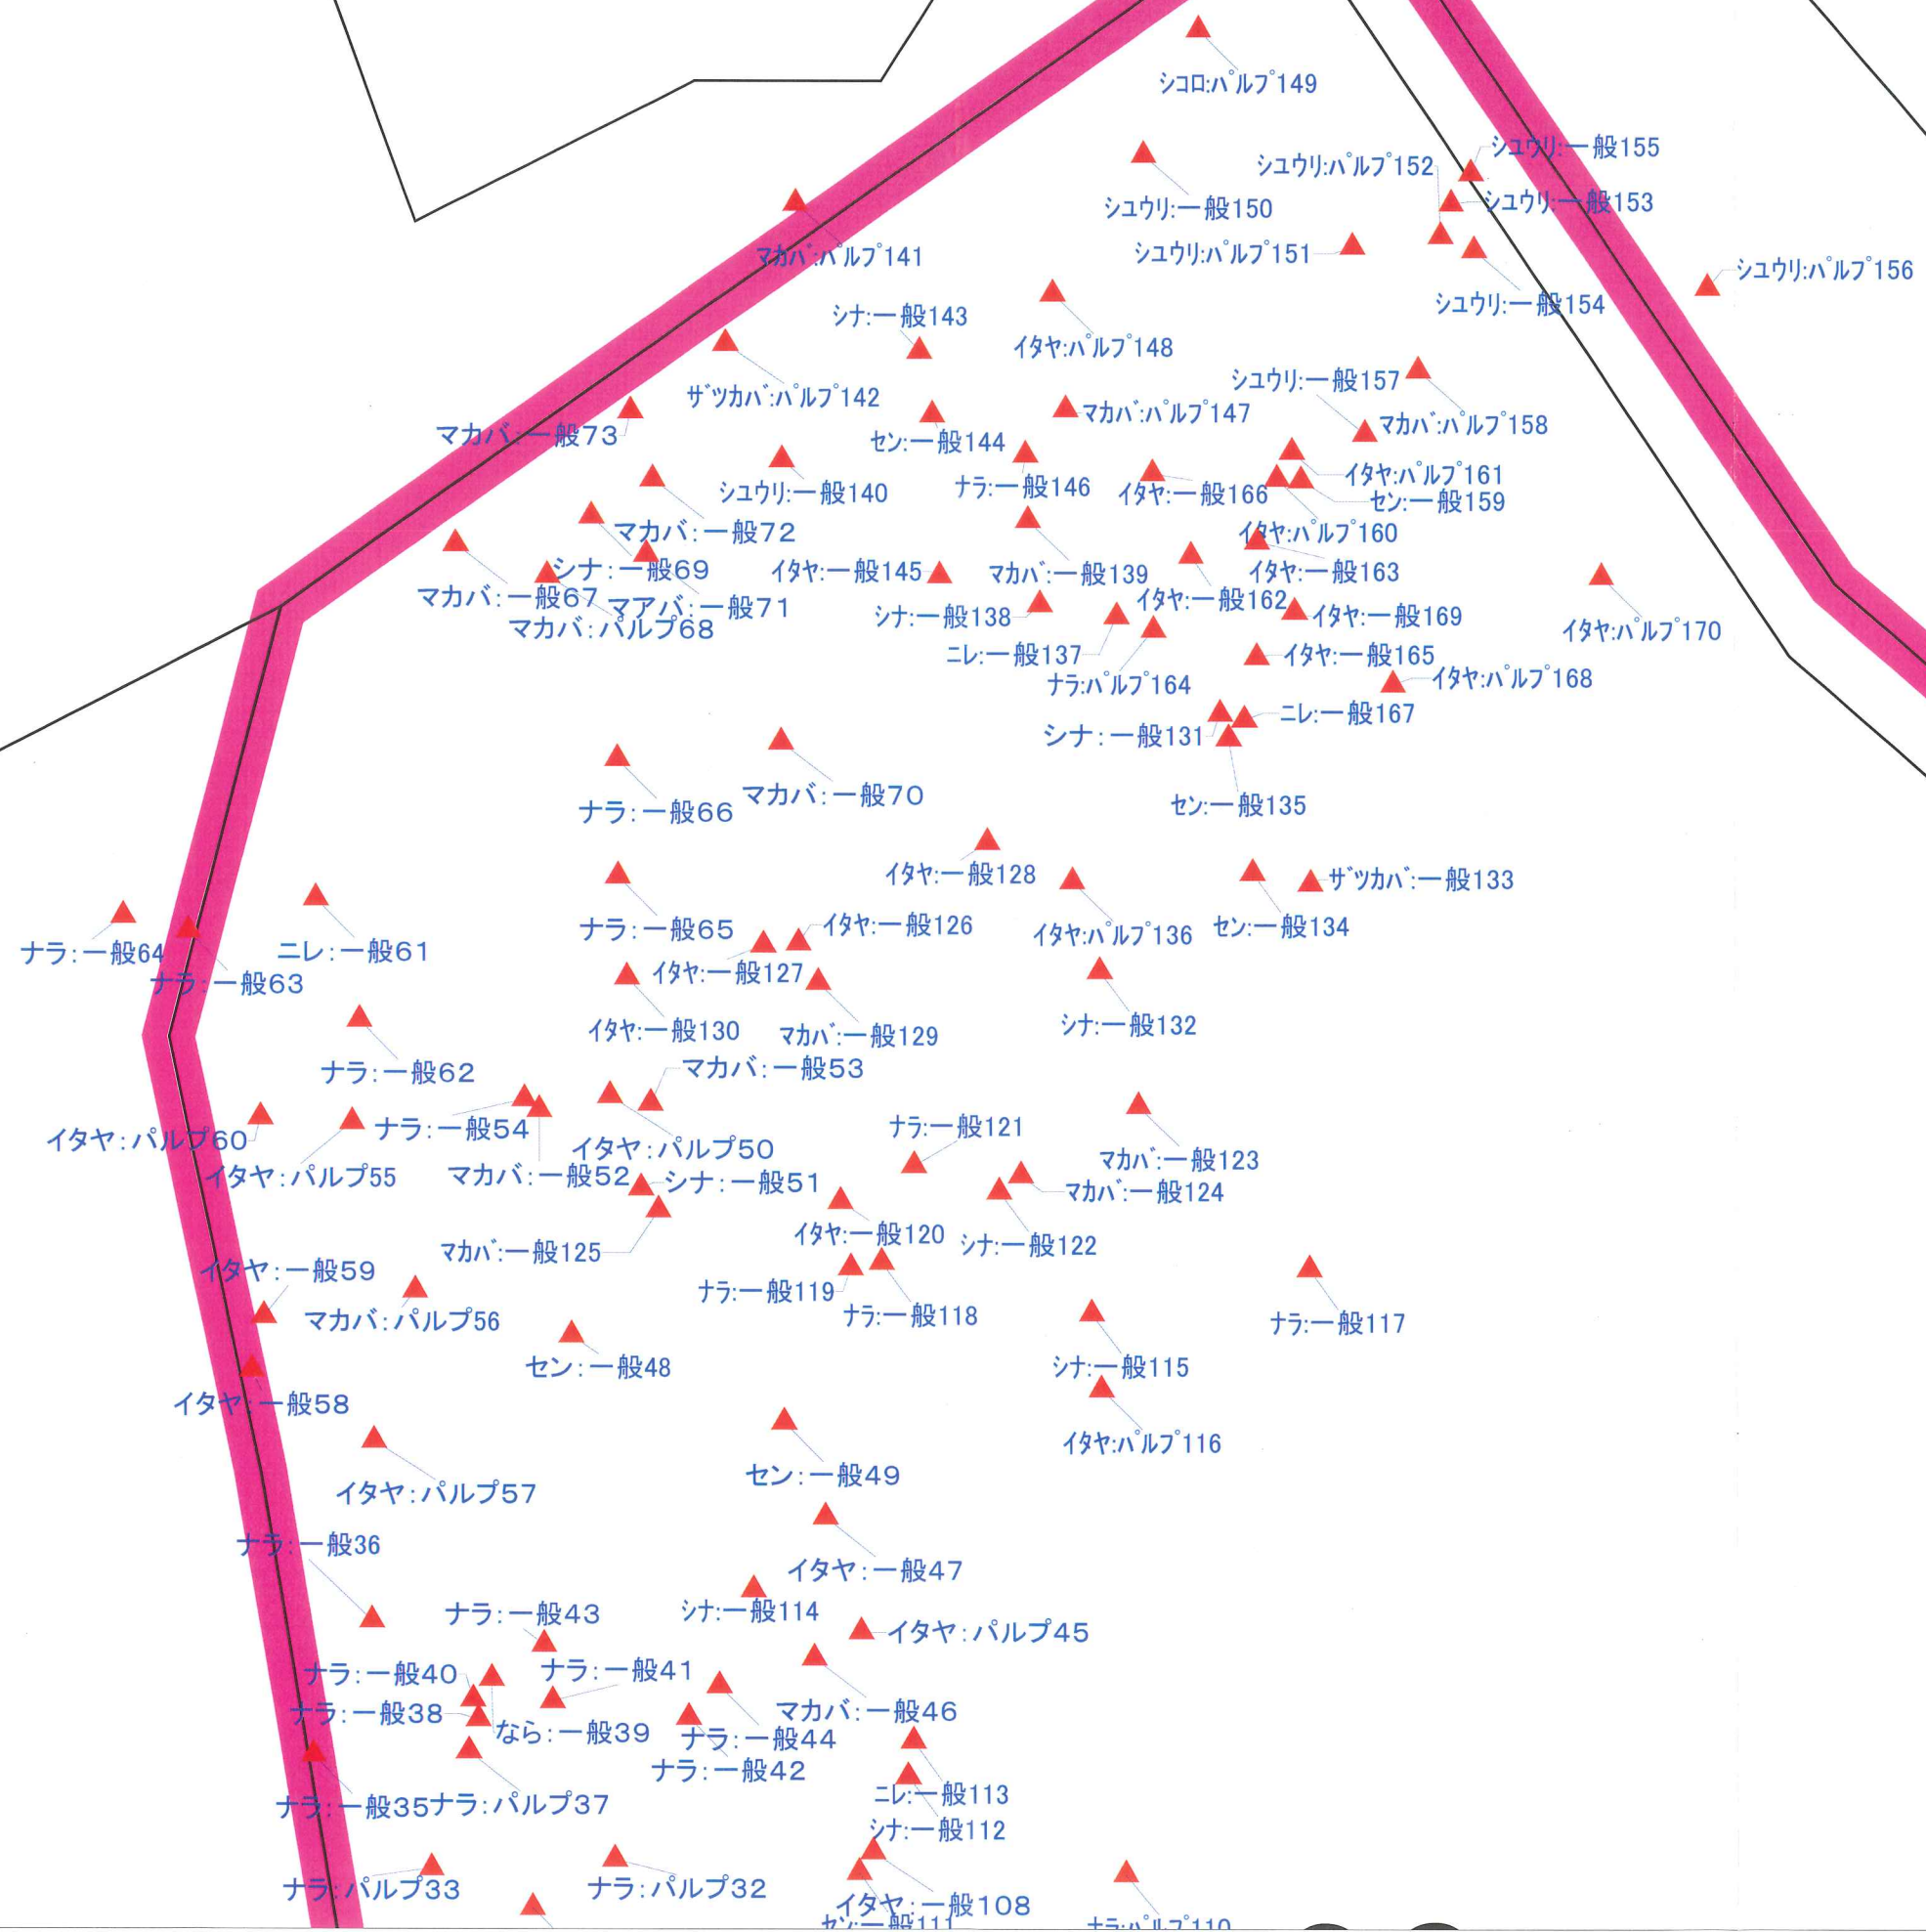 シコロ:パルプ149
シユウリ:一般155
シユウリ:パルプ152
シユウリ:一般153
シユウリ:一般150
シユウリ:パルプ151
マカバ:パルプ141
シユウリ:パルプ156
シユウリ:一般154
シナ:一般143
イタヤ:パルプ148
シユウリ:一般157
ザツカバ:パルプ142
マカバ:パルプ147
マカバ:パルプ158
マカバ:一般73
セン:一般144
イタヤ:パルプ161
ナラ:一般146
シユウリ:一般140
イタヤ:一般166
セン:一般159
マカバ:一般72
イタヤ:パルプ160
シナ:一般69
イタヤ:一般145
マカバ:一般139
イタヤ:一般163
マカバ:一般67
マアバ:一般71
イタヤ:一般162
シナ:一般138
イタヤ:一般169
マカバ:パルプ68
イタヤ:パルプ170
ニレ:一般137
イタヤ:一般165
ナラ:パルプ164
イタヤ:パルプ168
ニレ:一般167
シナ:一般131
マカバ:一般70
セン:一般135
ナラ:一般66
イタヤ:一般128
ザツカバ:一般133
ナラ:一般65
イタヤ:一般126
セン:一般134
イタヤ:パルプ136
ナラ:一般64
ニレ:一般61
イタヤ:一般127
ナラ:一般63
シナ:一般132
イタヤ:一般130
マカバ:一般129
マカバ:一般53
ナラ:一般62
ナラ:一般121
ナラ:一般54
イタヤ:パルプ60
イタヤ:パルプ50
マカバ:一般123
イタヤ:パルプ55
マカバ:一般52
シナ:一般51
マカバ:一般124
イタヤ:一般120
シナ:一般122
マカバ:一般125
イタヤ:一般59
ナラ:一般119
ナラ:一般118
マカバ:パルプ56
ナラ:一般117
セン:一般48
シナ:一般115
イタヤ:一般58
イタヤ:パルプ116
セン:一般49
イタヤ:パルプ57
ナラ:一般36
イタヤ:一般47
シナ:一般114
ナラ:一般43
イタヤ:パルプ45
ナラ:一般40
ナラ:一般41
ナラ:一般38
マカバ:一般46
なら:一般39
ナラ:一般44
ナラ:一般42
ニレ:一般113
ナラ:一般35
ナラ:パルプ37
シナ:一般112
ナラ:パルプ33
ナラ:パルプ32
イタヤ:一般108
セン:一般111
ナラ:パルプ110